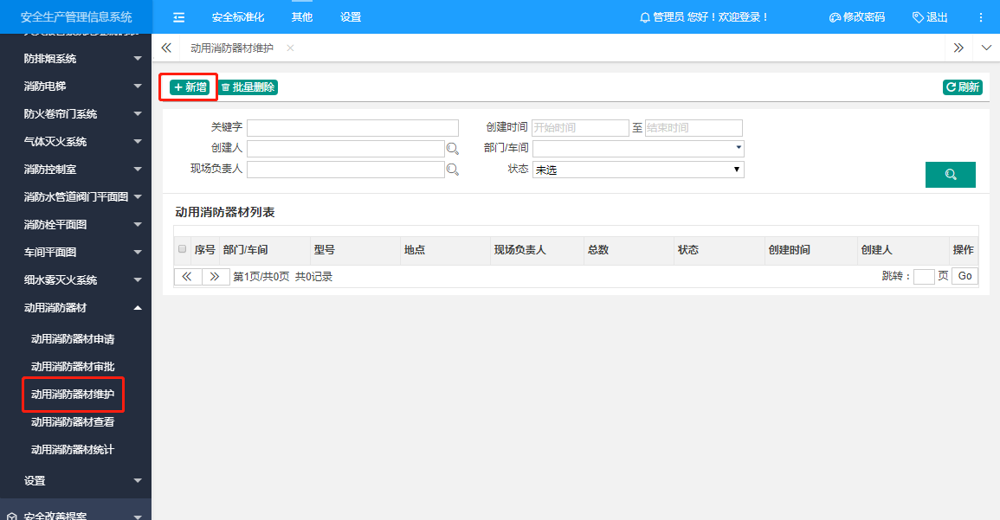 安全生产管理信息系统
安全标准化 其他 设置 管理员 您好！欢迎登录！ 修改密码 退出
动用消防器材维护
防排烟系统
消防电梯
防火卷帘门系统
气体灭火系统
消防控制室
消防水管道阀门平面图
消防栓平面图
车间平面图
细水雾灭火系统
动用消防器材
动用消防器材申请
动用消防器材审批
动用消防器材维护
动用消防器材查看
动用消防器材统计
设置
安全改善提案
新增 批量删除 刷新
关键字 创建时间 开始时间 至 结束时间
创建人 部门/车间
现场负责人 状态 未选
动用消防器材列表
序号 部门/车间 型号 地点 现场负责人 总数 状态 创建时间 创建人 操作
第1页/共0页 共0记录 跳转： 页 Go